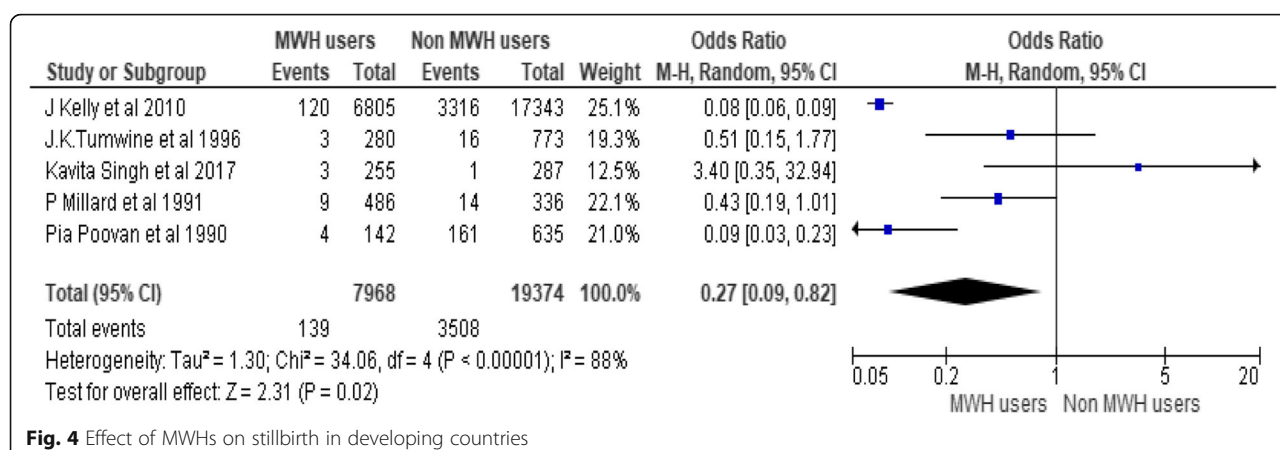 MWH users Non MWH users Odds Ratio Odds Ratio
Study or Subgroup Events Total Events Total Weight M-H, Random, 95% CI M-H, Random, 95% CI
J Kelly et al 2010 120 6805 3316 17343 25.1% 0.08 [0.06, 0.09]
J.K.Tumwine et al 1996 3 280 16 773 19.3% 0.51 [0.15, 1.77]
Kavita Singh et al 2017 3 255 1 287 12.5% 3.40 [0.35, 32.94]
P Millard et al 1991 9 486 14 336 22.1% 0.43 [0.19, 1.01]
Pia Poovan et al 1990 4 142 161 635 21.0% 0.09 [0.03, 0.23]
Total (95% CI) 7968 19374 100.0% 0.27 [0.09, 0.82]
Total events 139 3508
Heterogeneity: Tau² = 1.30; Chi² = 34.06, df = 4 (P < 0.00001); I² = 88%
Test for overall effect: Z = 2.31 (P = 0.02)
0.05 0.2 1 5 20
MWH users Non MWH users
Fig. 4 Effect of MWHs on stillbirth in developing countries